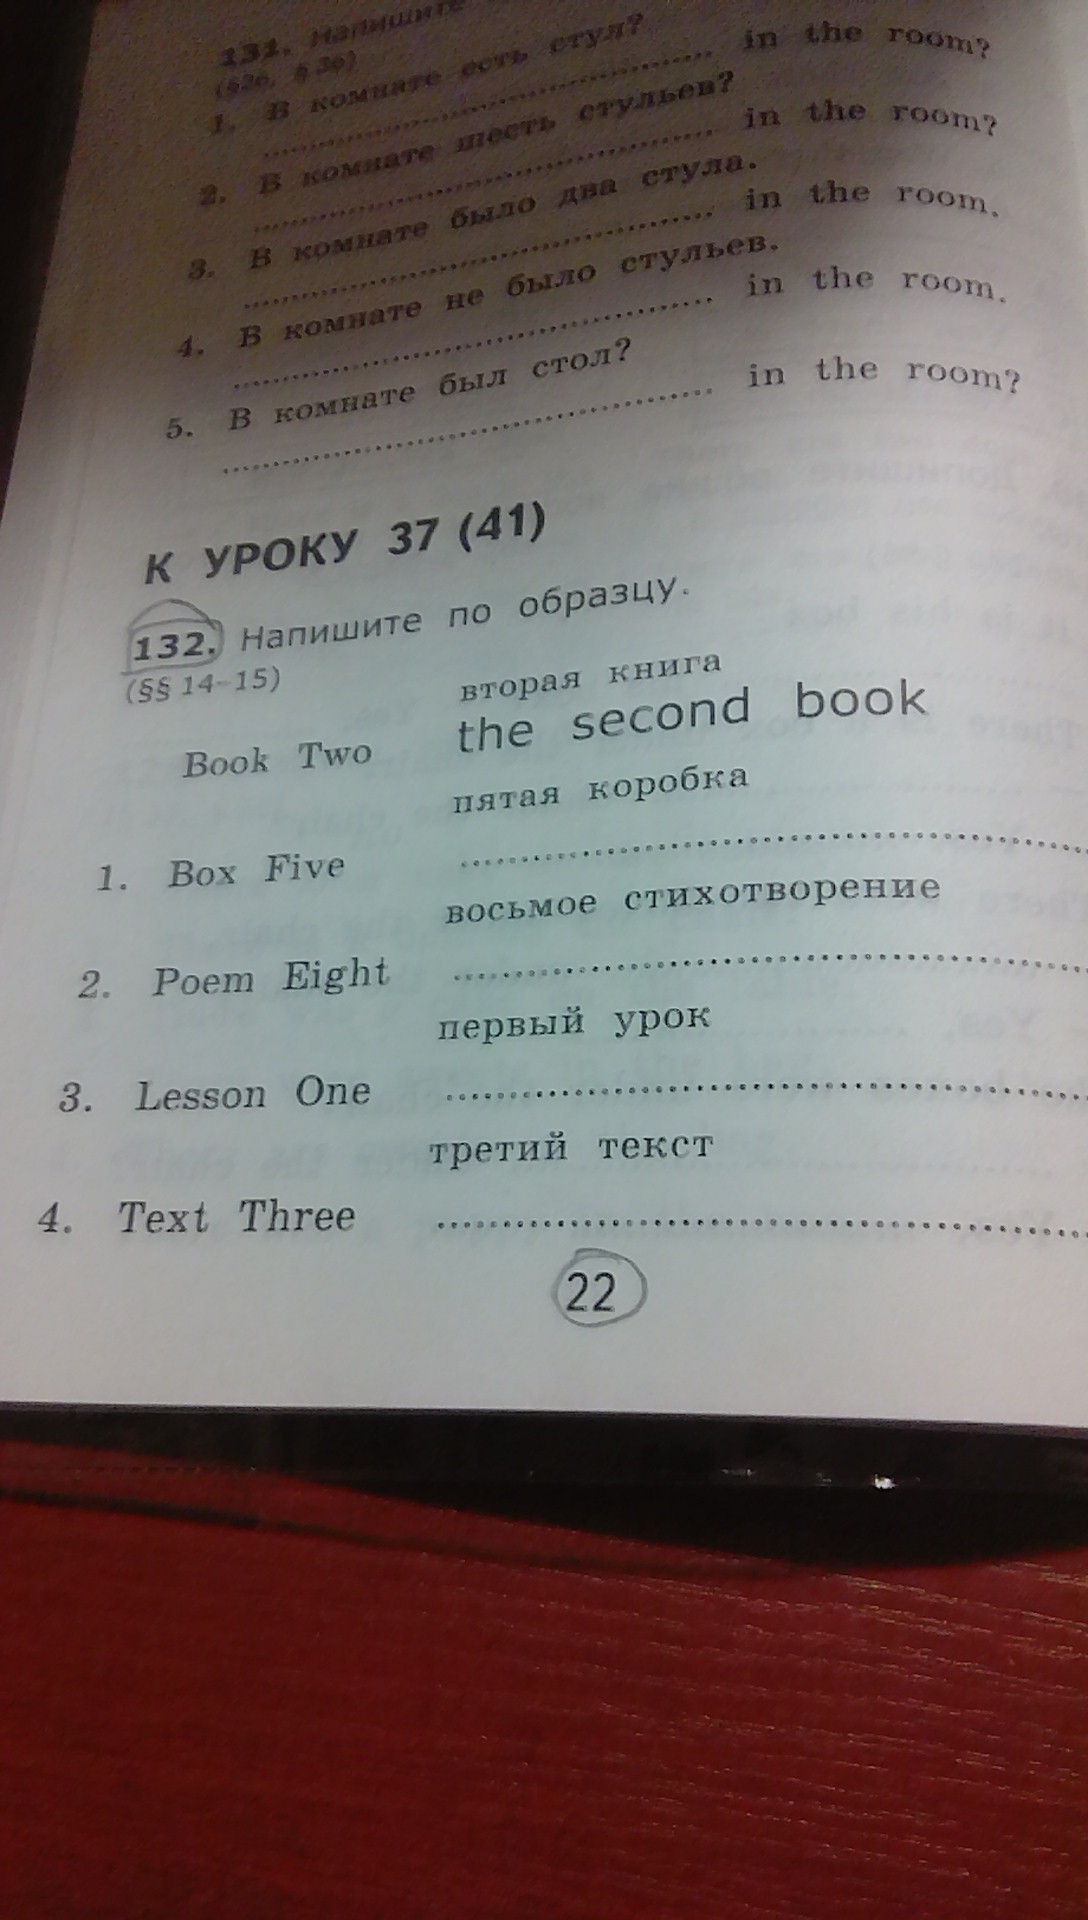 131. Напишите
(§26, § 36)
1. В комнате есть стул?
.................................... in the room?
2. В комнате шесть стульев?
.................................... in the room?
3. В комнате было два стула.
.................................... in the room.
4. В комнате не было стульев.
.................................... in the room.
5. В комнате был стол?
.................................... in the room?
К УРОКУ 37 (41)
132. Напишите по образцу.
(§§ 14–15)
вторая книга
Book Two the second book
пятая коробка
1. Box Five ....................................
восьмое стихотворение
2. Poem Eight ....................................
первый урок
3. Lesson One ....................................
третий текст
4. Text Three ....................................
22